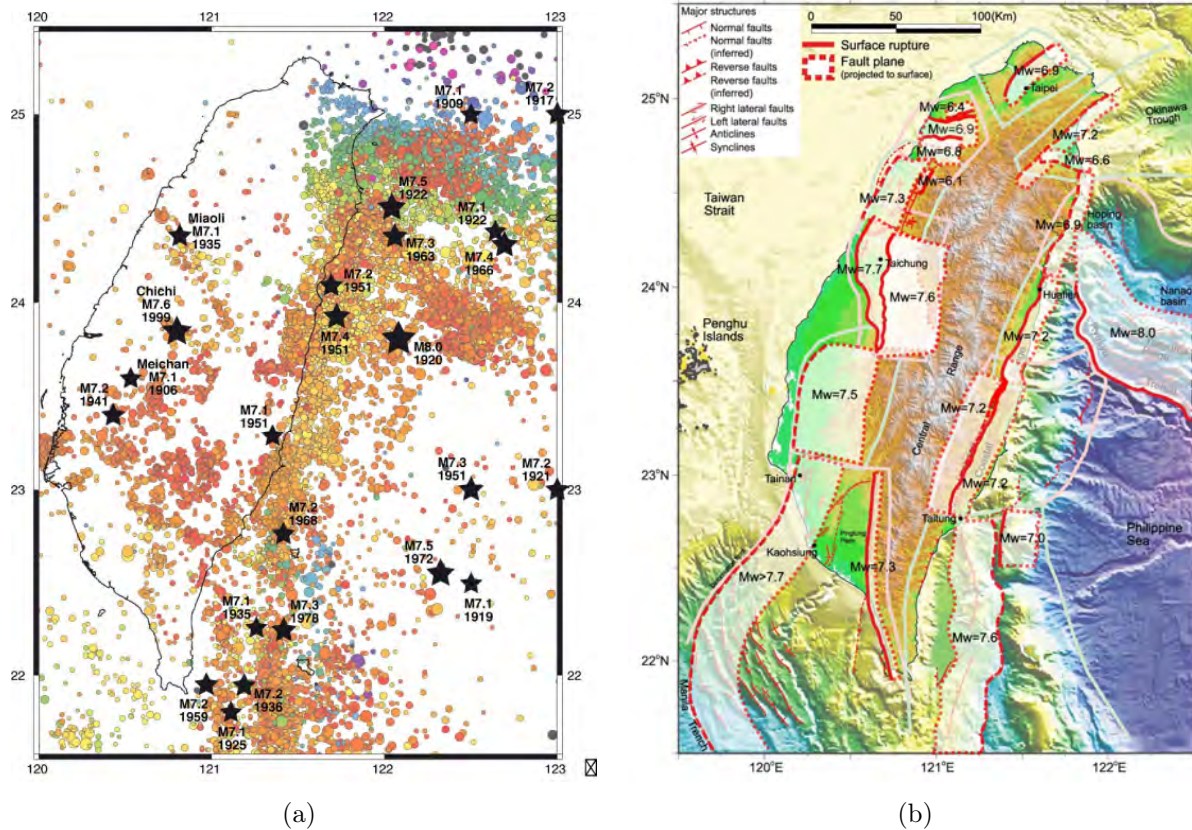 M7.1
1909
M7.2
1917
M7.5
1922
M7.1
1922
M7.3
1963
M7.4
1966
Miaoli
M7.1
1935
M7.2
1951
Chichi
M7.6
1999
M7.4
1951
M8.0
1920
Meichan
M7.1
1906
M7.2
1941
M7.1
1951
M7.3
1951
M7.2
1921
M7.2
1968
M7.5
1972
M7.1
1919
M7.1
1935
M7.3
1978
M7.2
1959
M7.2
1936
M7.1
1925
25
24
23
22
25
24
23
22
120
121
122
123
(a)
Major structures
Normal faults
Normal faults
(inferred)
Reverse faults
Reverse faults
(inferred)
Right lateral faults
Left lateral faults
Anticlines
Synclines
0 50 100(Km)
Surface rupture
Fault plane
(projected to surface)
25°N
24°N
23°N
22°N
120°E
121°E
122°E
Mw=6.9
Taipei
Okinawa
Trough
Mw=6.4
Mw=6.9
Mw=6.8
Mw=7.2
Mw=6.6
Mw=6.1
Taiwan
Strait
Mw=7.3
Hoping
basin
Mw=6.9
Taichung
Mw=7.7
Mw=7.6
Hualien
Nanao
basin
Penghu
Islands
Mw=7.2
Mw=8.0
Range
Mw=7.5
Mw=7.2
Central
Tainan
Mw=7.2
Taitung
Philippine
Sea
Pingtung Plain
Kaohsiung
Mw=7.0
Mw>7.7
Mw=7.3
Mw=7.6
Manila Trench
(b)